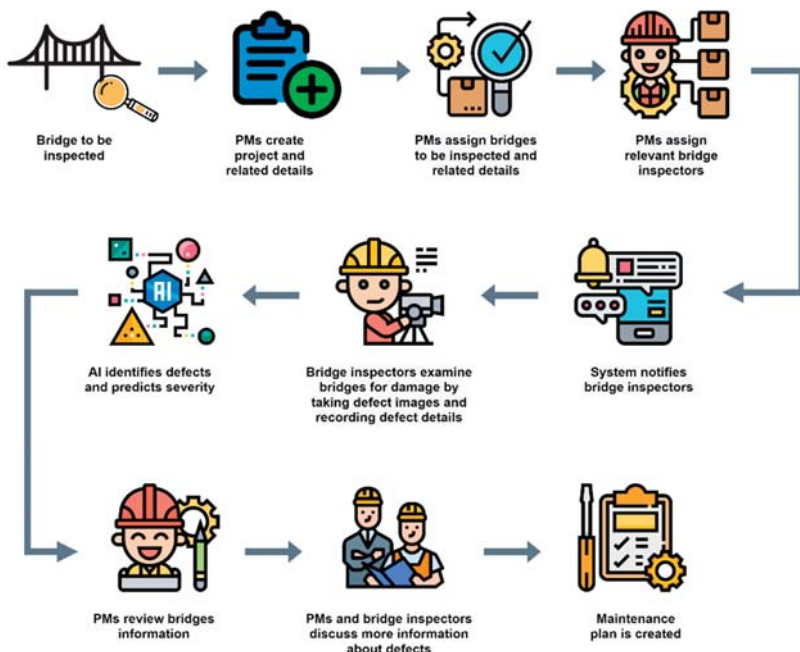 Bridge to be
inspected
PMs create
project and
related details
PMs assign bridges
to be inspected and
related details
PMs assign
relevant bridge
inspectors
AI
AI identifies defects
and predicts severity
Bridge inspectors examine
bridges for damage by
taking defect images and
recording defect details
System notifies
bridge inspectors
PMs review bridges
information
PMs and bridge inspectors
discuss more information
about defects
Maintenance
plan is created